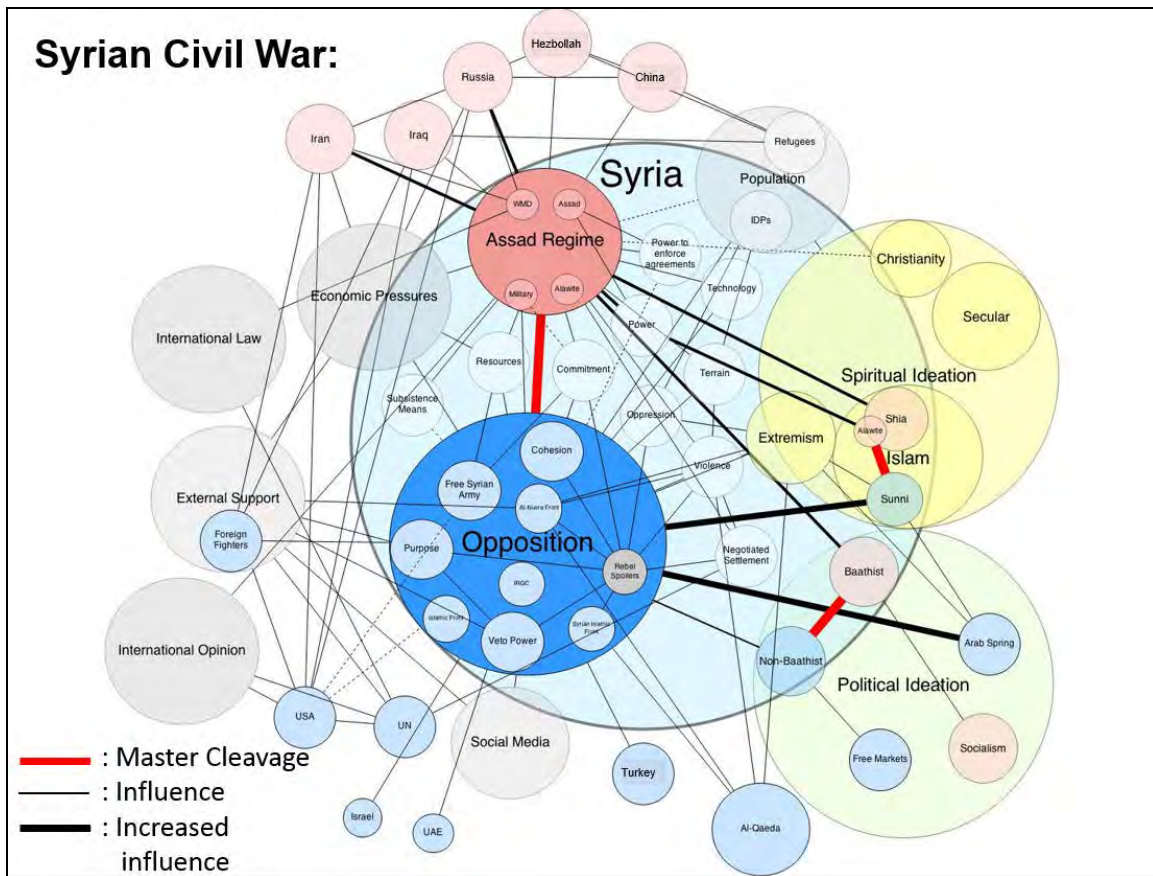 Syrian Civil War:
Hezbollah
Russia
China
Iran
Iraq
Refugees
Population
Syria
WMD
Assad
IDPs
Assad Regime
Power to
enforce
agreements
Christianity
Military
Alawite
Technology
Economic Pressures
International Law
Secular
Power
Resources
Commitment
Terrain
Spiritual Ideation
Subsistence
Means
Oppression
Shia
Alawite
Extremism
Islam
Cohesion
Violence
Free Syrian
Army
External Support
Al-Nusra Front
Sunni
Foreign
Fighters
Purpose
Opposition
Negotiated
Settlement
Rebel
Spoilers
IRGC
Baathist
Islamic Front
Veto Power
Syrian Islamic
Front
Arab Spring
International Opinion
Non-Baathist
Political Ideation
USA
UN
Social Media
Free Markets
Socialism
Turkey
Israel
UAE
Al-Qaeda
: Master Cleavage
: Influence
: Increased
influence